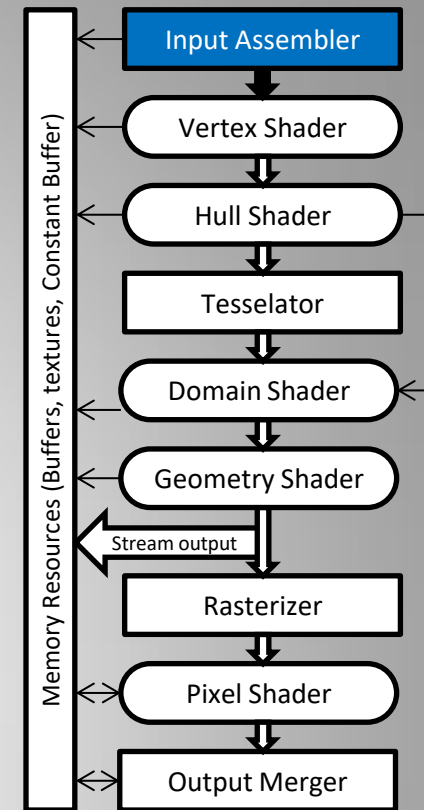 Input Assembler
Vertex Shader
Hull Shader
Tesselator
Domain Shader
Geometry Shader
Stream output
Rasterizer
Pixel Shader
Output Merger
Memory Resources (Buffers, textures, Constant Buffer)